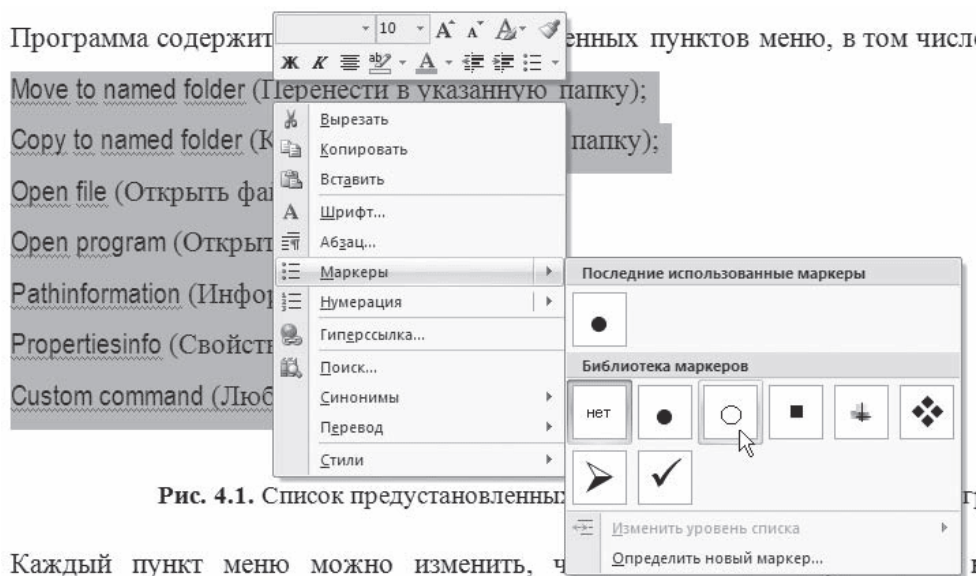 Программа содержит
10
енных пунктов меню, в том числ
Ж К
Move to named folder (Перенести в указанную папку);
Copy to named folder (К
папку);
Open file (Открыть фа
Open program (Открыт
Pathinformation (Инфор
Propertiesinfo (Свойств
Custom command (Люб
Вырезать
Копировать
Вставить
Шрифт...
Абзац...
Маркеры
Нумерация
Гиперссылка...
Поиск...
Синонимы
Перевод
Стили
Последние использованные маркеры
Библиотека маркеров
нет
Изменить уровень списка
Определить новый маркер...
Рис. 4.1. Список предустановленны
Каждый пункт меню можно изменить, ч